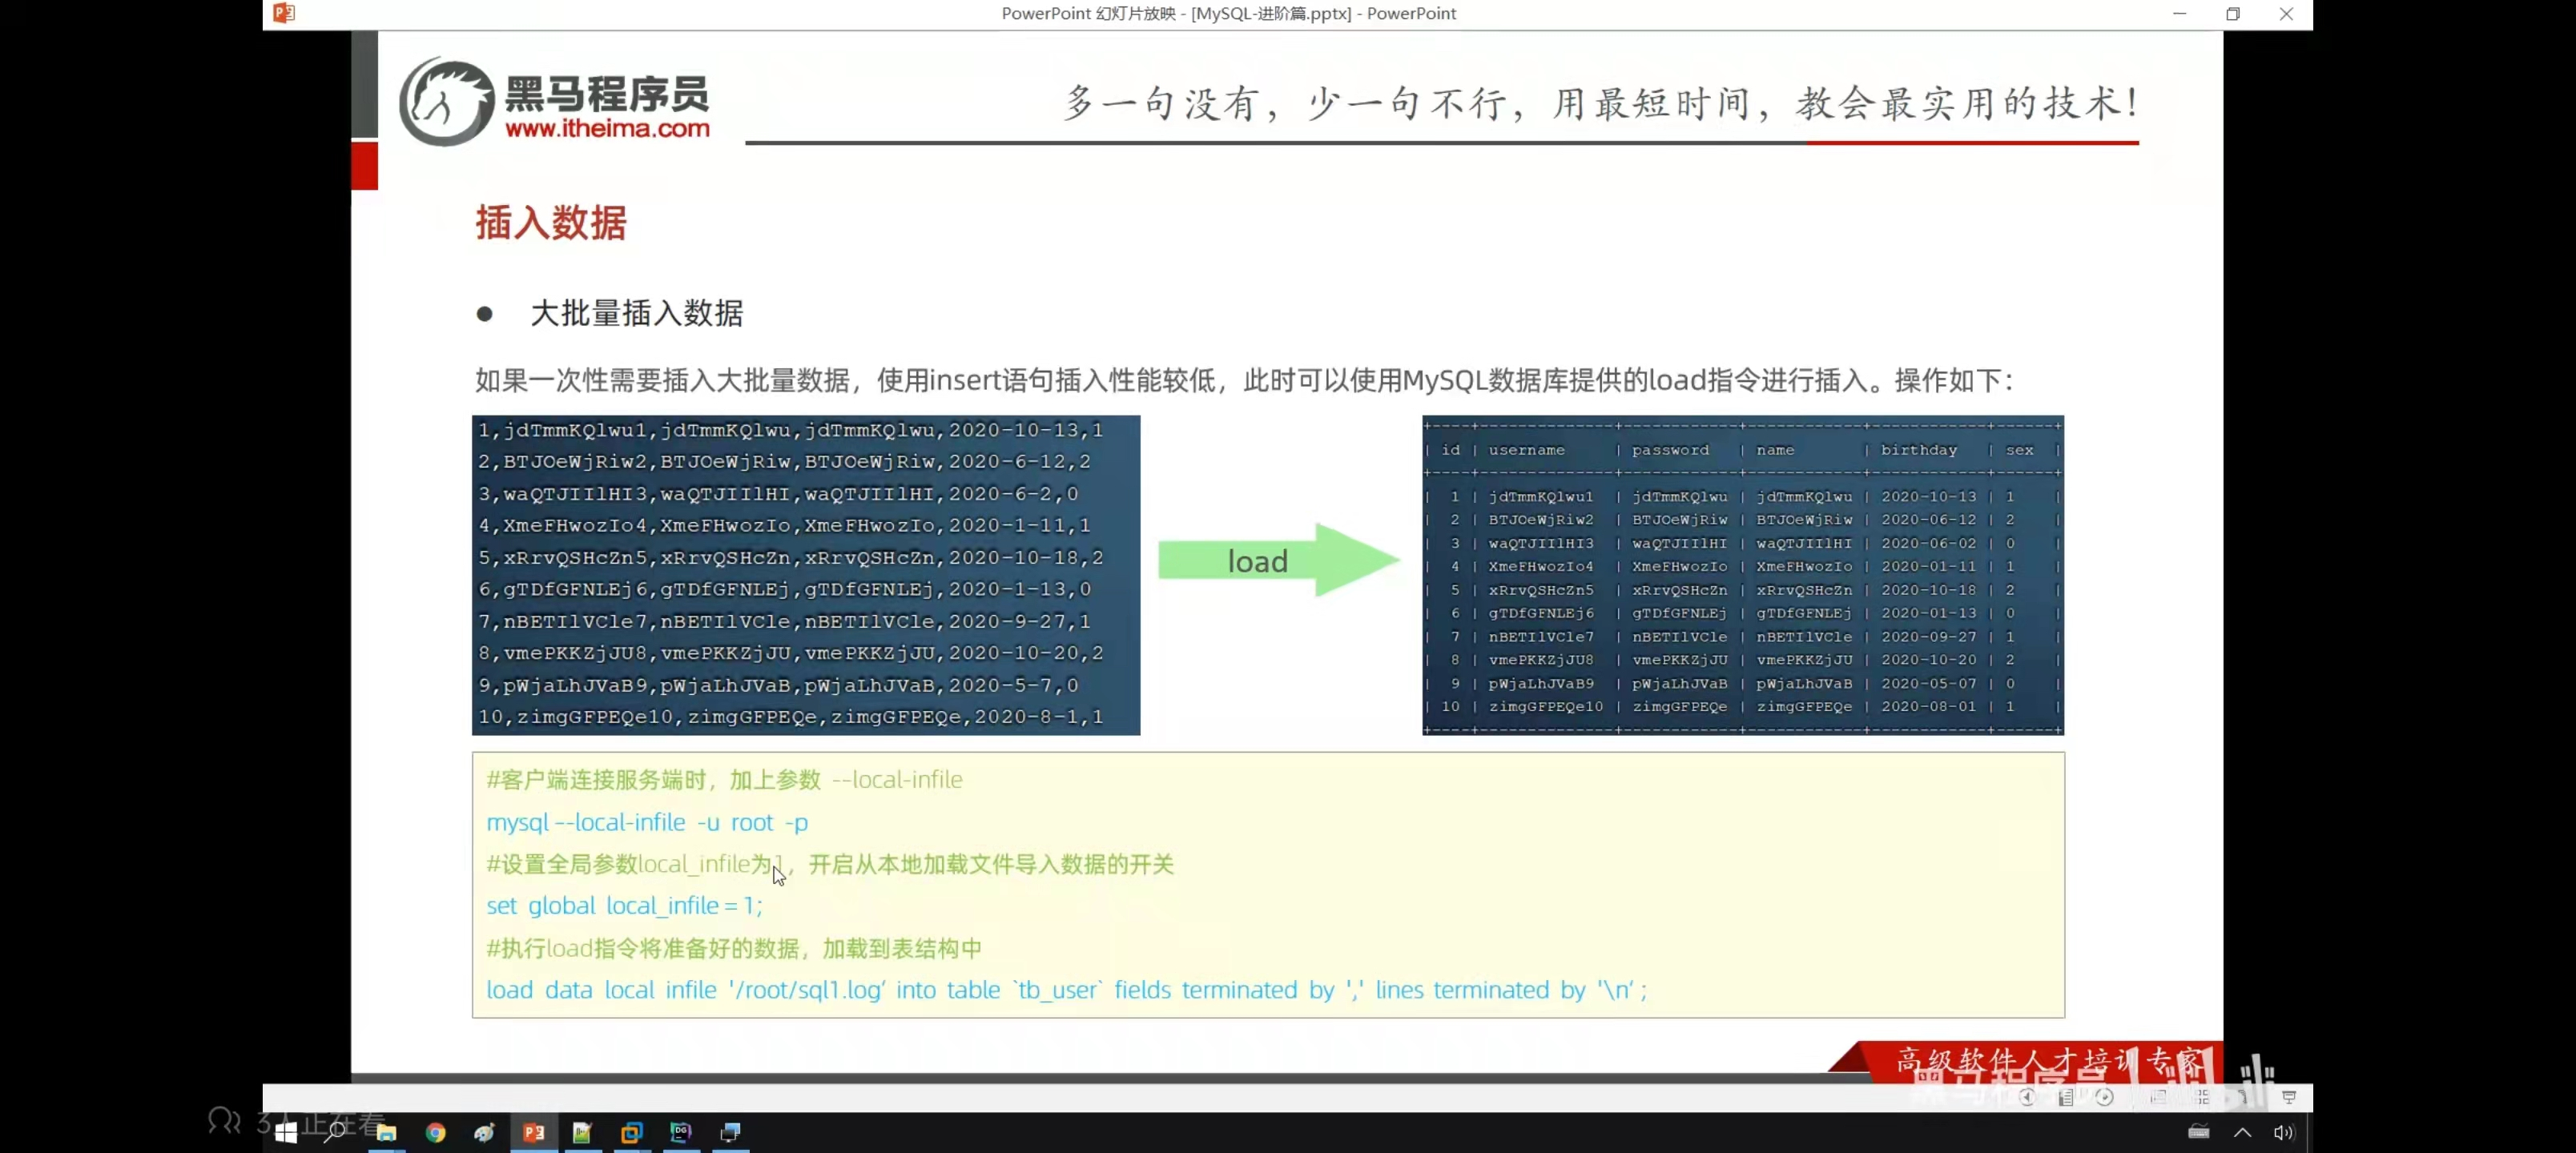 PowerPoint 幻灯片放映 - [MySQL-进阶篇.pptx] - PowerPoint
黑马程序员
www.itheima.com
多一句没有，少一句不行，用最短时间，教会最实用的技术！
插入数据
● 大批量插入数据
如果一次性需要插入大批量数据，使用insert语句插入性能较低，此时可以使用MySQL数据库提供的load指令进行插入。操作如下：
1,jdTmmKQlwu1,jdTmmKQlwu,jdTmmKQlwu,2020-10-13,1
2,BTJOeWjRiw2,BTJOeWjRiw,BTJOeWjRiw,2020-6-12,2
3,waQTJIIlHI3,waQTJIIlHI,waQTJIIlHI,2020-6-2,0
4,XmeFHwozIo4,XmeFHwozIo,XmeFHwozIo,2020-1-11,1
5,xRrvQSHcZn5,xRrvQSHcZn,xRrvQSHcZn,2020-10-18,2
6,gTDfGFNLEj6,gTDfGFNLEj,gTDfGFNLEj,2020-1-13,0
7,nBETIlVCle7,nBETIlVCle,nBETIlVCle,2020-9-27,1
8,vmePKKZjJU8,vmePKKZjJU,vmePKKZjJU,2020-10-20,2
9,pWjaLhJVaB9,pWjaLhJVaB,pWjaLhJVaB,2020-5-7,0
10,zimgGFPEQe10,zimgGFPEQe,zimgGFPEQe,2020-8-1,1
load
| id | username | password | name | birthday | sex |
| 1 | jdTmmKQlwu1 | jdTmmKQlwu | jdTmmKQlwu | 2020-10-13 | 1 |
| 2 | BTJOeWjRiw2 | BTJOeWjRiw | BTJOeWjRiw | 2020-06-12 | 2 |
| 3 | waQTJIIlHI3 | waQTJIIlHI | waQTJIIlHI | 2020-06-02 | 0 |
| 4 | XmeFHwozIo4 | XmeFHwozIo | XmeFHwozIo | 2020-01-11 | 1 |
| 5 | xRrvQSHcZn5 | xRrvQSHcZn | xRrvQSHcZn | 2020-10-18 | 2 |
| 6 | gTDfGFNLEj6 | gTDfGFNLEj | gTDfGFNLEj | 2020-01-13 | 0 |
| 7 | nBETIlVCle7 | nBETIlVCle | nBETIlVCle | 2020-09-27 | 1 |
| 8 | vmePKKZjJU8 | vmePKKZjJU | vmePKKZjJU | 2020-10-20 | 2 |
| 9 | pWjaLhJVaB9 | pWjaLhJVaB | pWjaLhJVaB | 2020-05-07 | 0 |
| 10 | zimgGFPEQe10 | zimgGFPEQe | zimgGFPEQe | 2020-08-01 | 1 |
#客户端连接服务端时，加上参数 --local-infile
mysql --local-infile -u root -p
#设置全局参数local_infile为1，开启从本地加载文件导入数据的开关
set global local_infile = 1;
#执行load指令将准备好的数据，加载到表结构中
load data local infile '/root/sql1.log' into table `tb_user` fields terminated by ',' lines terminated by '\n' ;
高级软件人才培训专家
黑马程序员
3人正在看